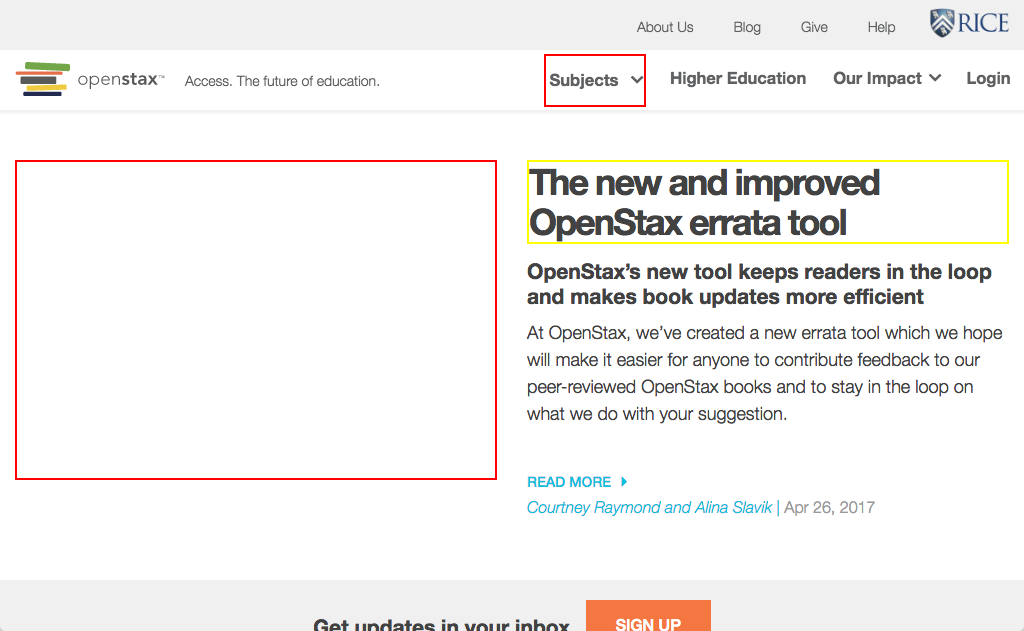 About Us Blog Give Help RICE
openstax™ Access. The future of education. Subjects Higher Education Our Impact Login
The new and improved
OpenStax errata tool
OpenStax’s new tool keeps readers in the loop
and makes book updates more efficient
At OpenStax, we’ve created a new errata tool which we hope
will make it easier for anyone to contribute feedback to our
peer-reviewed OpenStax books and to stay in the loop on
what we do with your suggestion.
READ MORE
Courtney Raymond and Alina Slavik | Apr 26, 2017
Get updates in your inbox SIGN UP